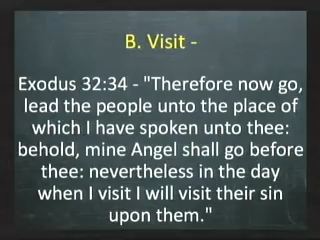 B. Visit -
Exodus 32:34 - "Therefore now go,
lead the people unto the place of
which I have spoken unto thee:
behold, mine Angel shall go before
thee: nevertheless in the day
when I visit I will visit their sin
upon them."